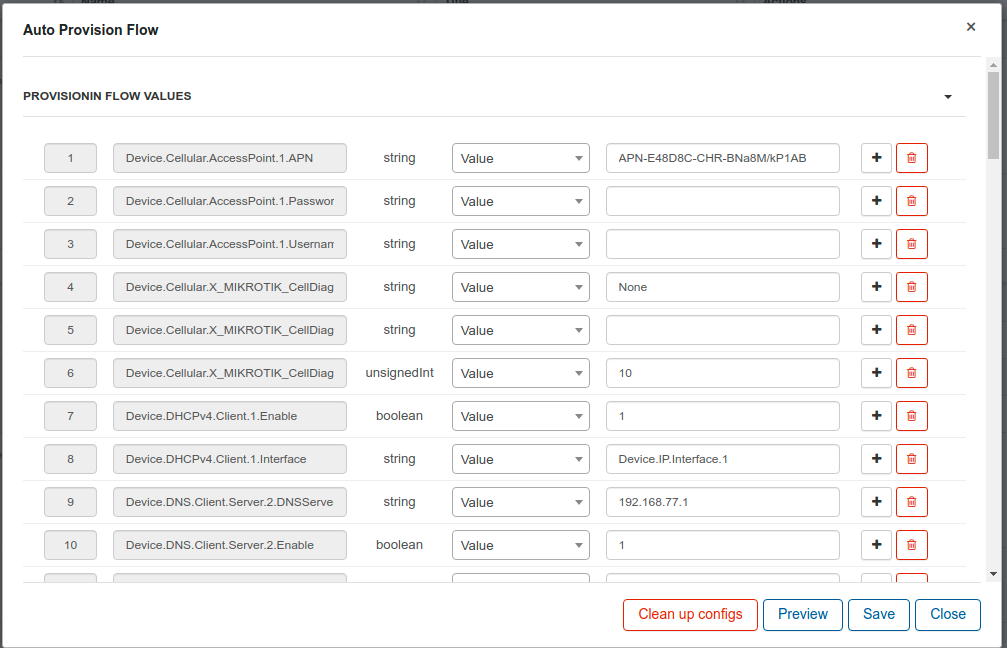 Auto Provision Flow ×
PROVISIONIN FLOW VALUES
1 Device.Cellular.AccessPoint.1.APN string Value APN-E48D8C-CHR-BNa8M/kP1AB
2 Device.Cellular.AccessPoint.1.Passwor string Value
3 Device.Cellular.AccessPoint.1.Usernam string Value
4 Device.Cellular.X_MIKROTIK_CellDiag string Value None
5 Device.Cellular.X_MIKROTIK_CellDiag string Value
6 Device.Cellular.X_MIKROTIK_CellDiag unsignedInt Value 10
7 Device.DHCPv4.Client.1.Enable boolean Value 1
8 Device.DHCPv4.Client.1.Interface string Value Device.IP.Interface.1
9 Device.DNS.Client.Server.2.DNSServe string Value 192.168.77.1
10 Device.DNS.Client.Server.2.Enable boolean Value 1
Clean up configs Preview Save Close